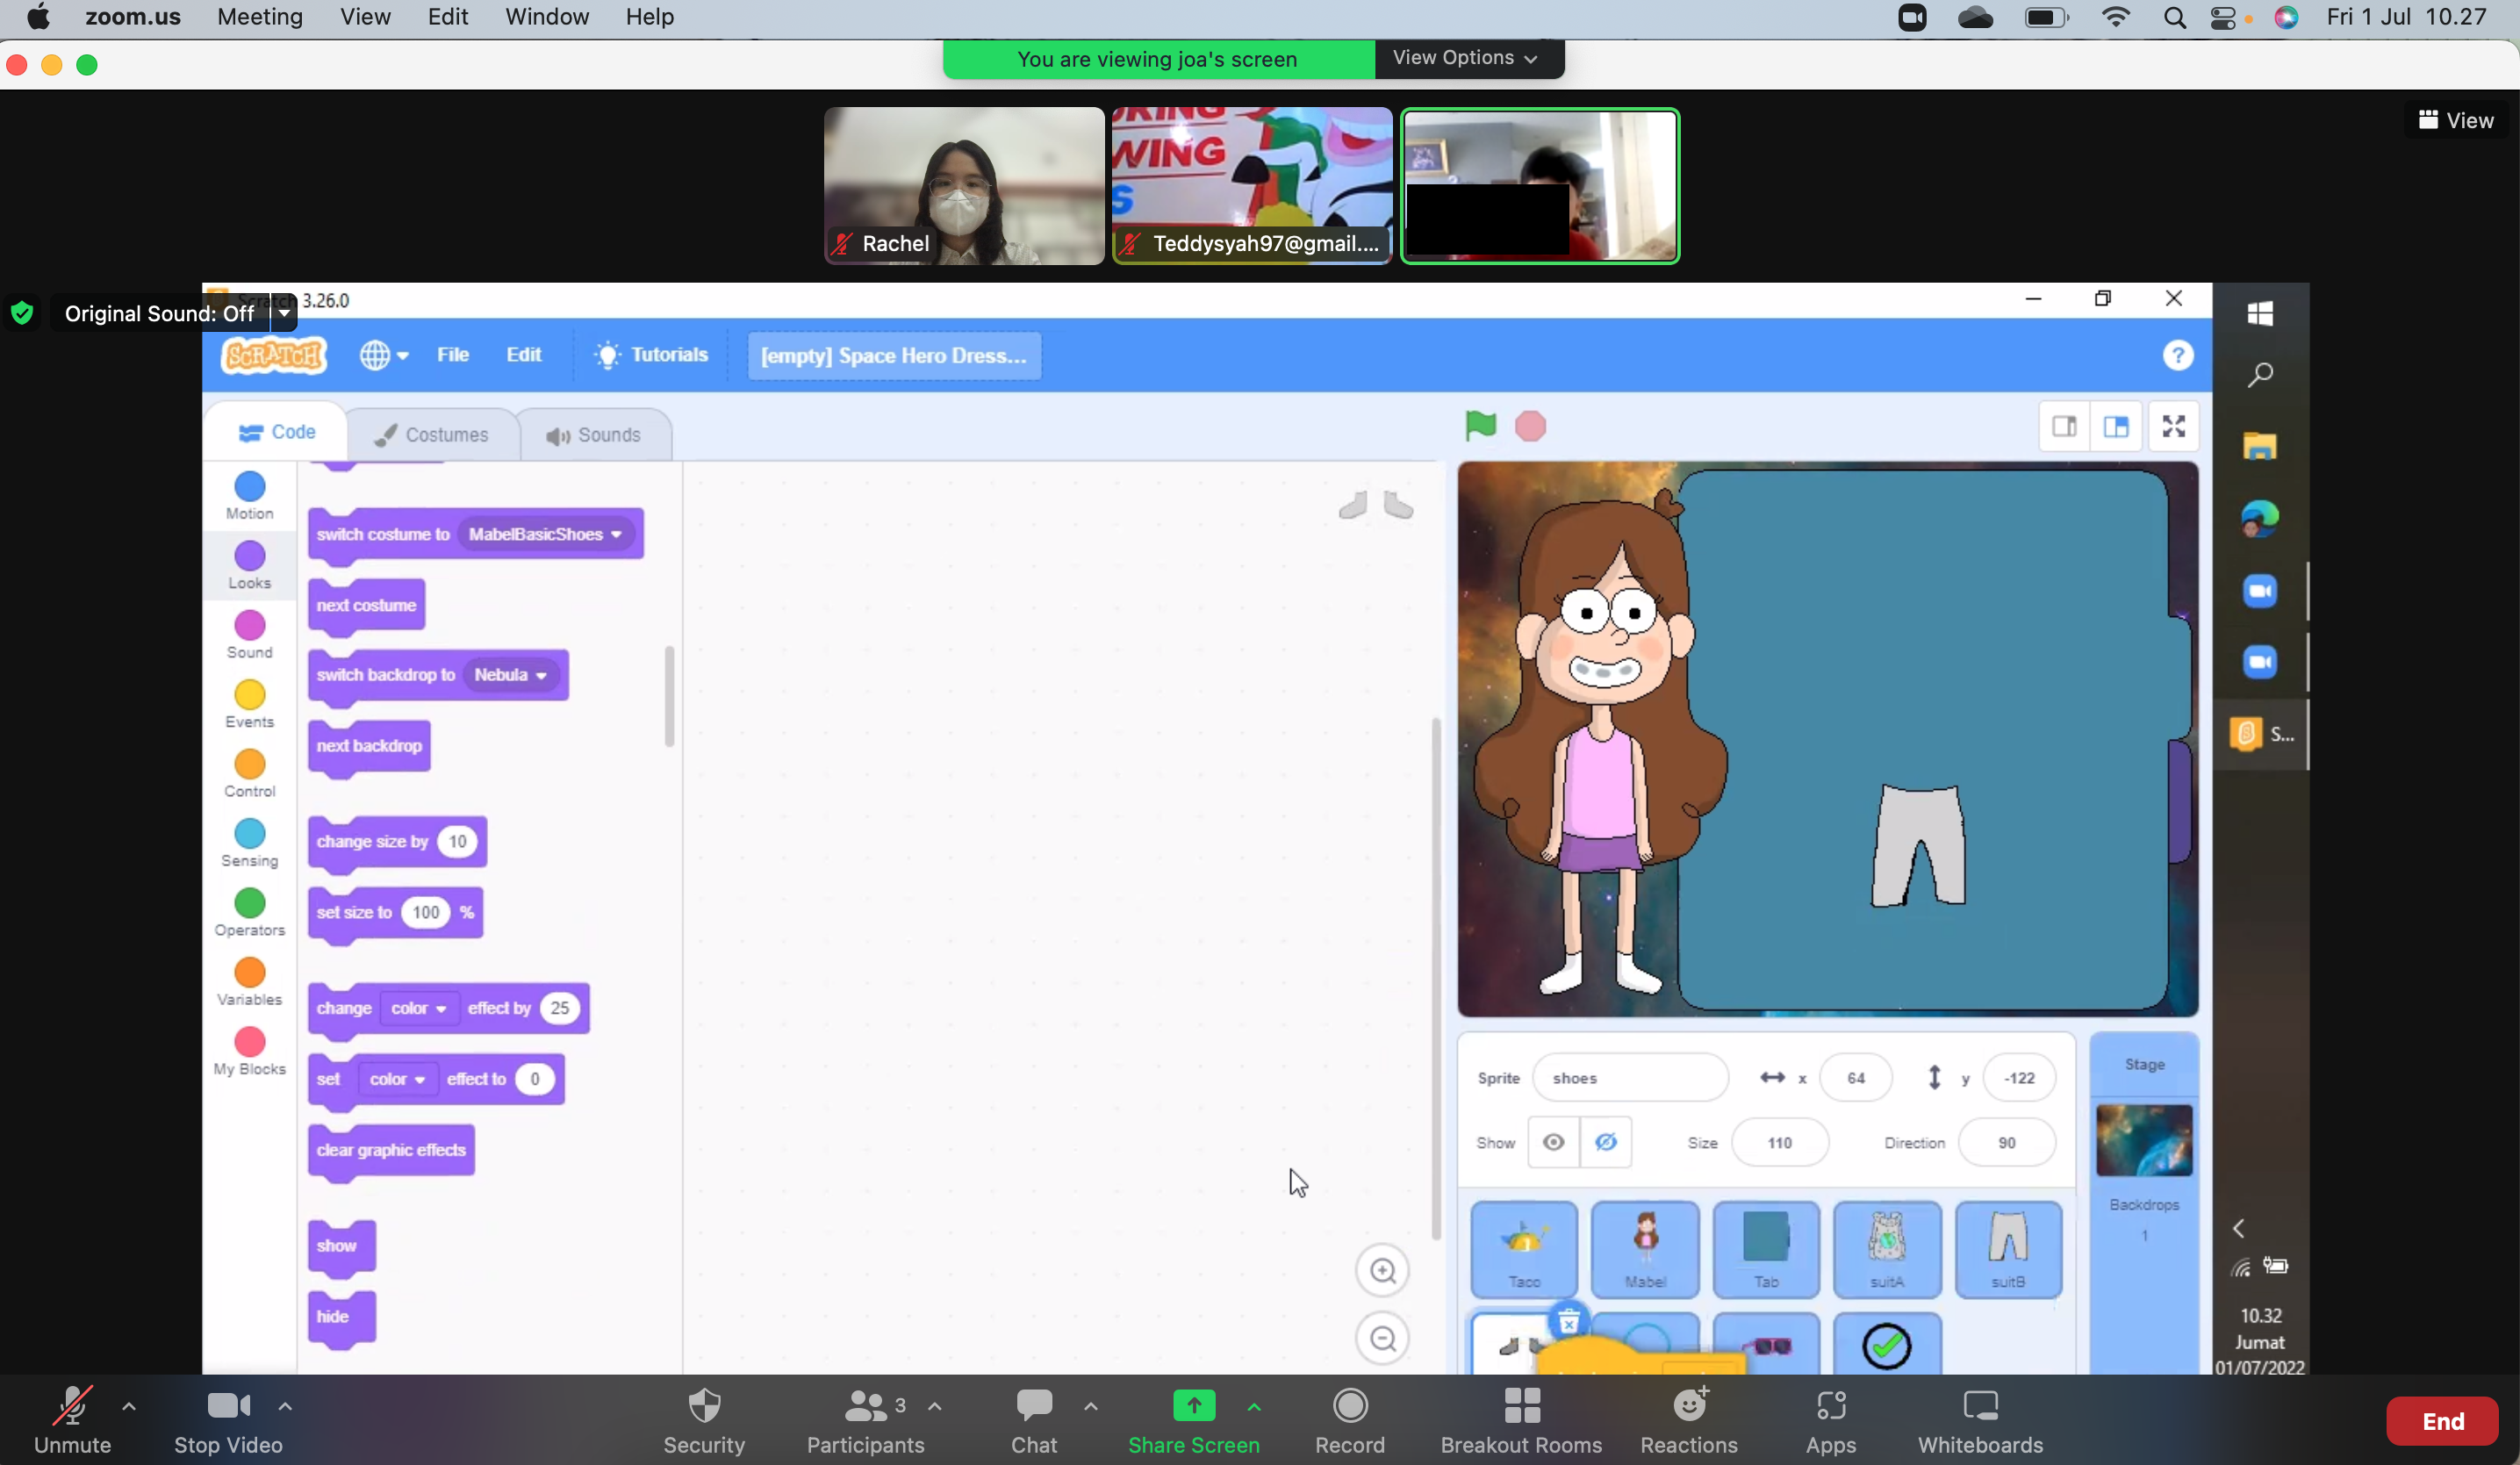 zoom.us Meeting View Edit Window Help
Fri 1 Jul 10.27
You are viewing joa's screen View Options
View
WING
S
Rachel
Teddysyah97@gmail....
Original Sound: Off
Scratch 3.26.0
SCRATCH File Edit Tutorials [empty] Space Hero Dress...
?
Code Costumes Sounds
Motion
Looks
Sound
Events
Control
Sensing
Operators
Variables
My Blocks
switch costume to MabelBasicShoes
next costume
switch backdrop to Nebula
next backdrop
change size by 10
set size to 100 %
change color effect by 25
set color effect to 0
clear graphic effects
show
hide
Sprite shoes x 64 y -122
Show Size 110 Direction 90
Taco Mabel Tab suitA suitB
Stage
Backdrops
1
S...
10.32
Jumat
01/07/2022
Unmute Stop Video Security Participants 3 Chat Share Screen Record Breakout Rooms Reactions Apps Whiteboards End